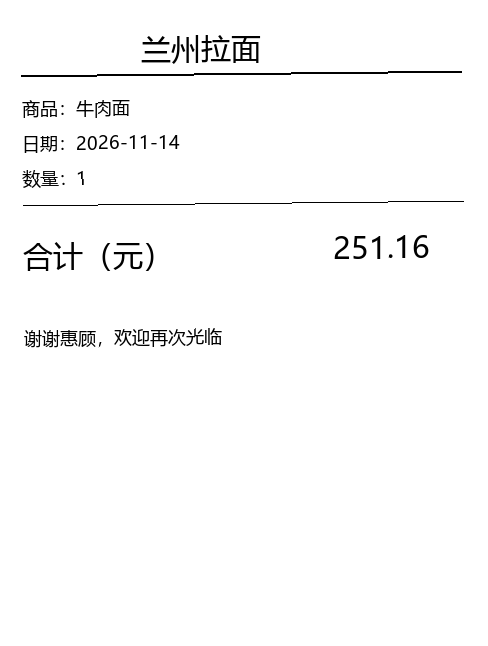 兰州拉面
商品：牛肉面
日期：2026-11-14
数量：1
合计（元） 251.16
谢谢惠顾，欢迎再次光临